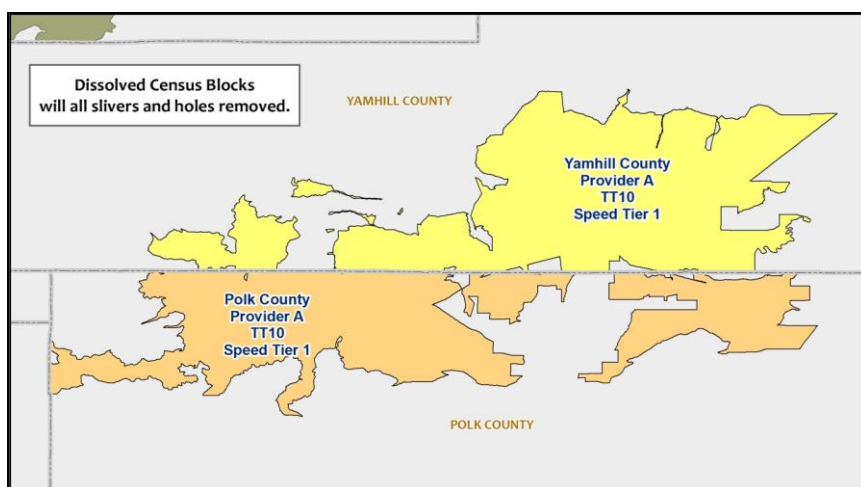 Dissolved Census Blocks
will all slivers and holes removed.
YAMHILL COUNTY
Yamhill County
Provider A
TT10
Speed Tier 1
Polk County
Provider A
TT10
Speed Tier 1
POLK COUNTY